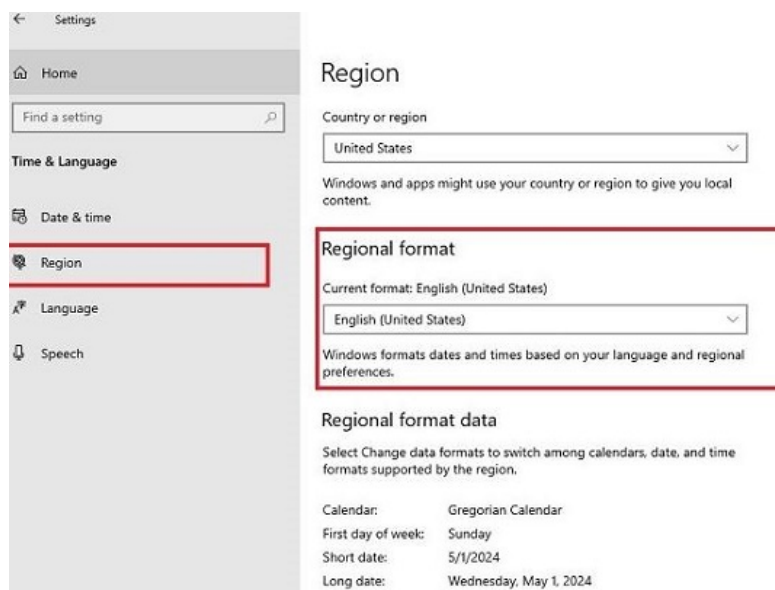 Settings
Home
Find a setting
Time & Language
Date & time
Region
Language
Speech
Region
Country or region
United States
Windows and apps might use your country or region to give you local
content.
Regional format
Current format: English (United States)
English (United States)
Windows formats dates and times based on your language and regional
preferences.
Regional format data
Select Change data formats to switch among calendars, date, and time
formats supported by the region.
Calendar: Gregorian Calendar
First day of week: Sunday
Short date: 5/1/2024
Long date: Wednesday, May 1, 2024